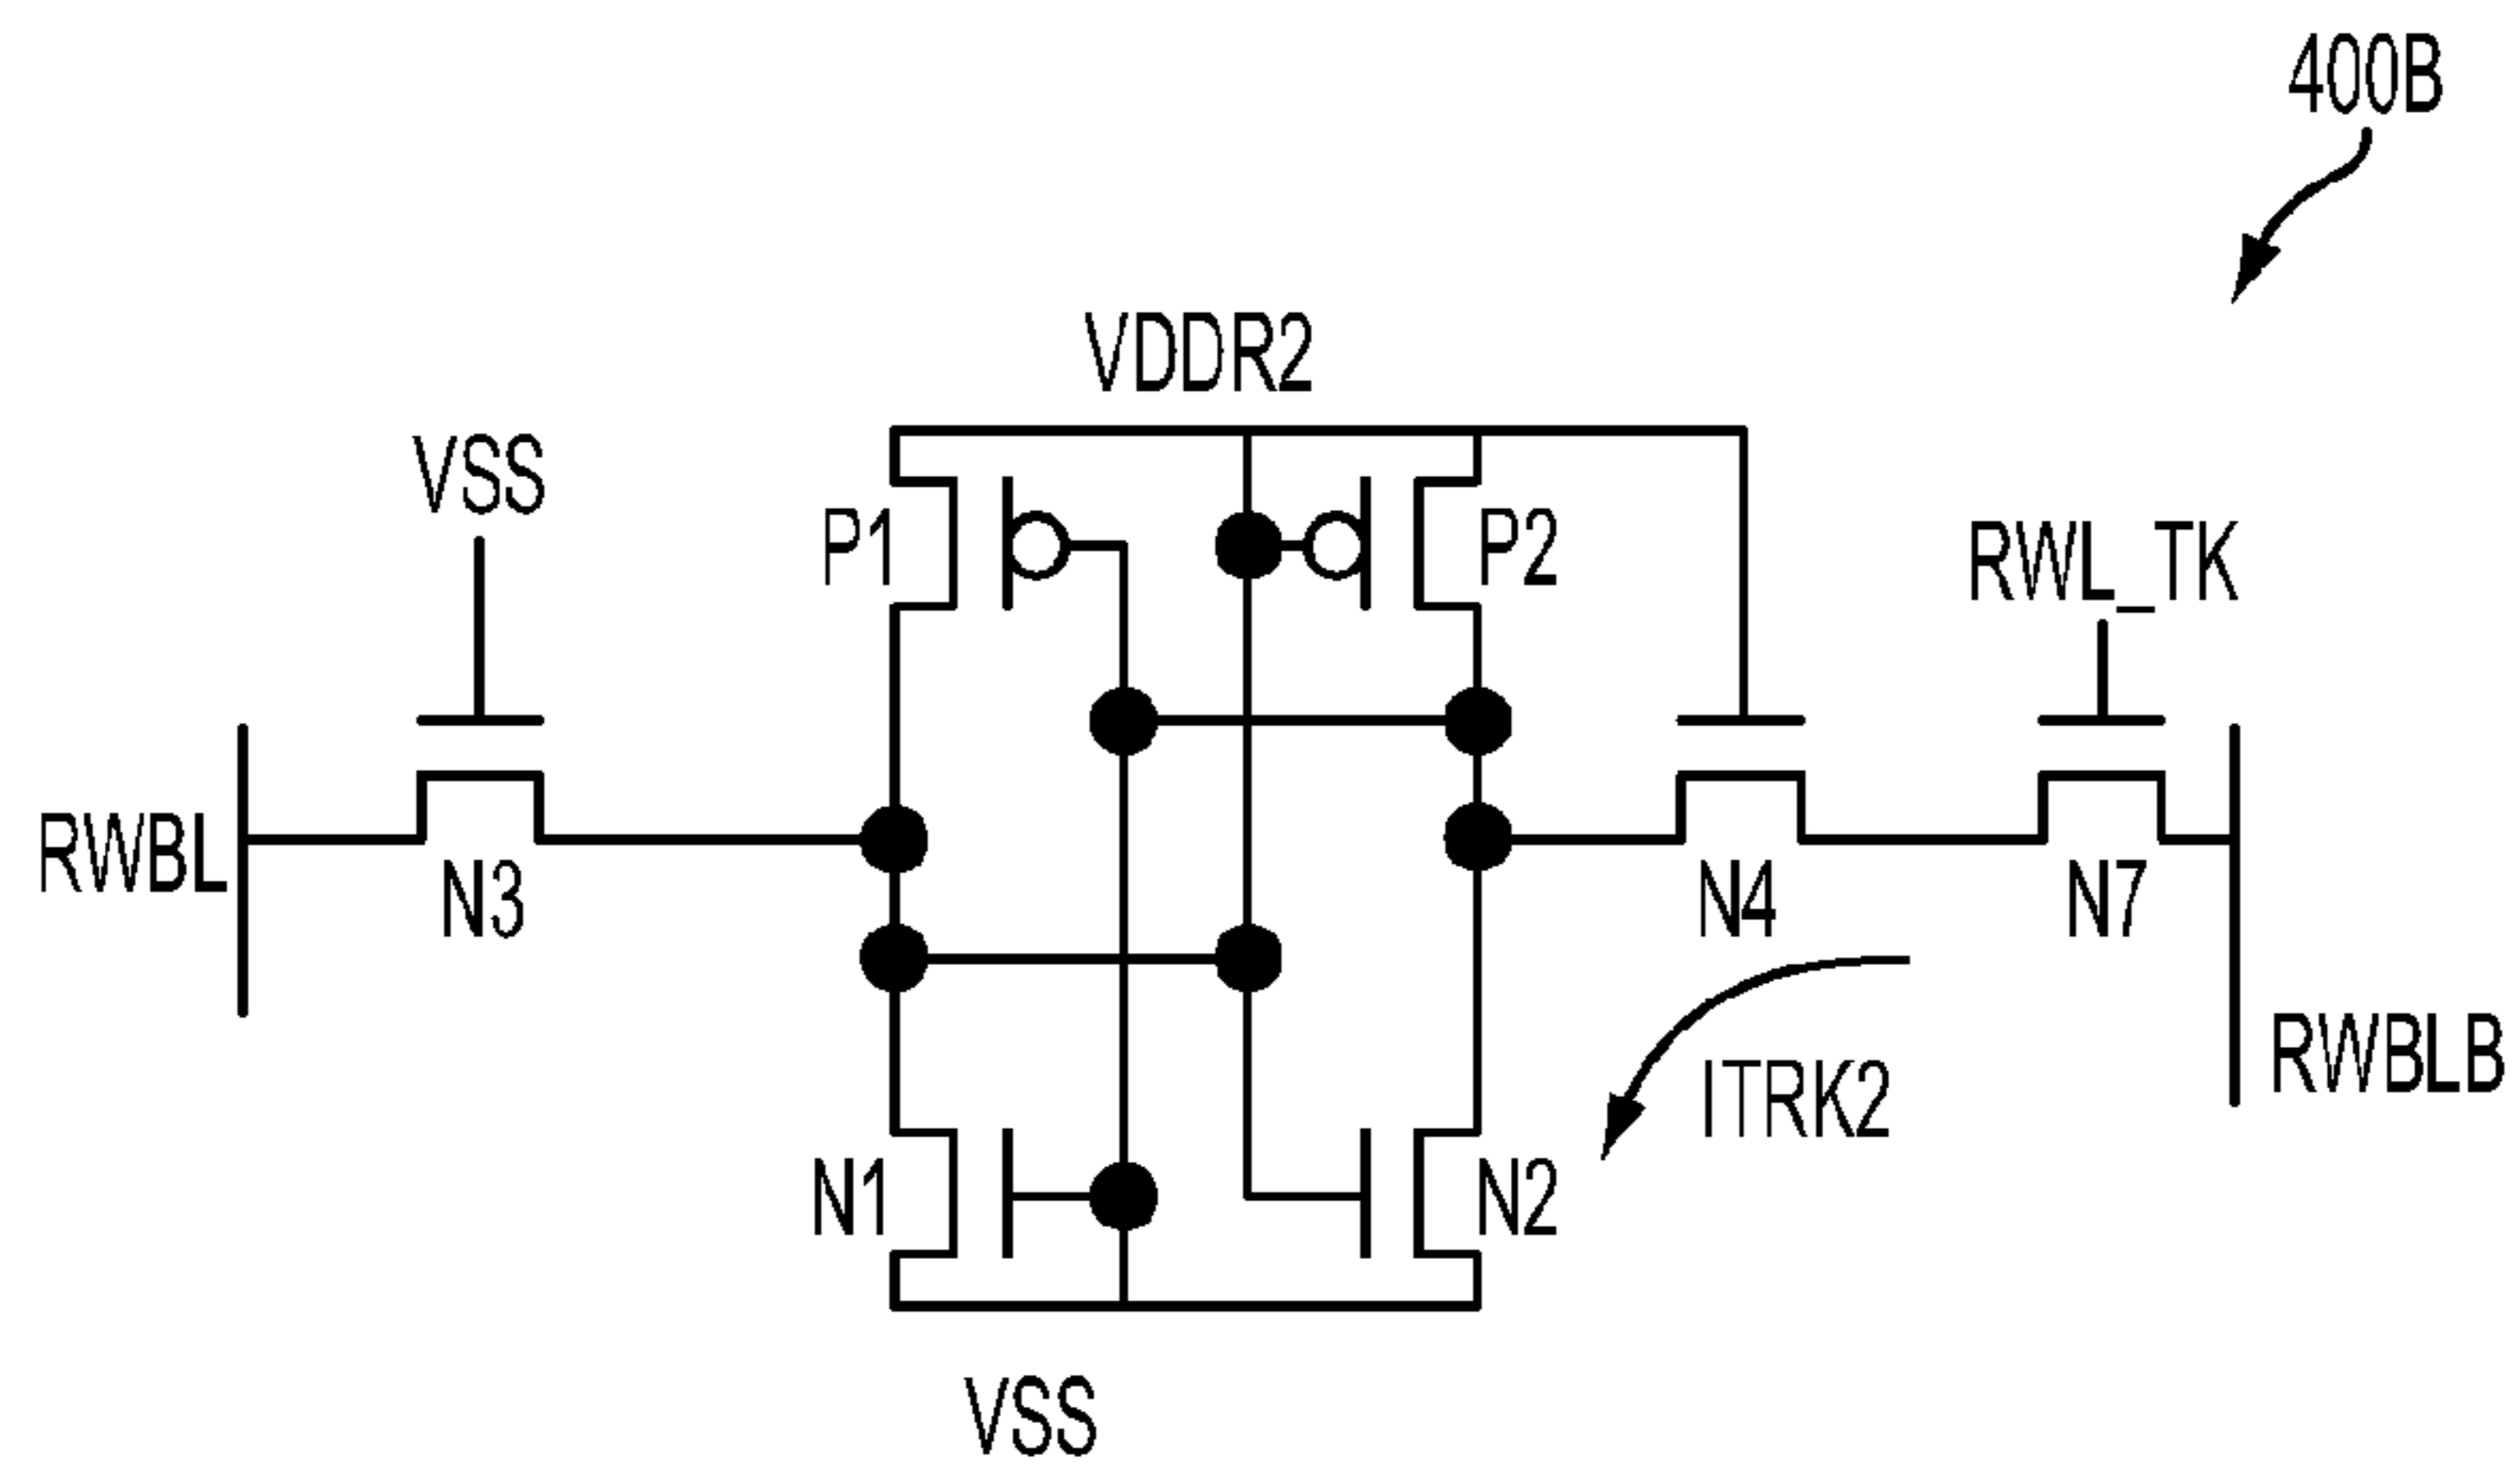 400B
VDDR2
VSS
P1
P2
RWL_TK
RWBL
N3
N4
N7
RWBLB
ITRK2
N1
N2
VSS